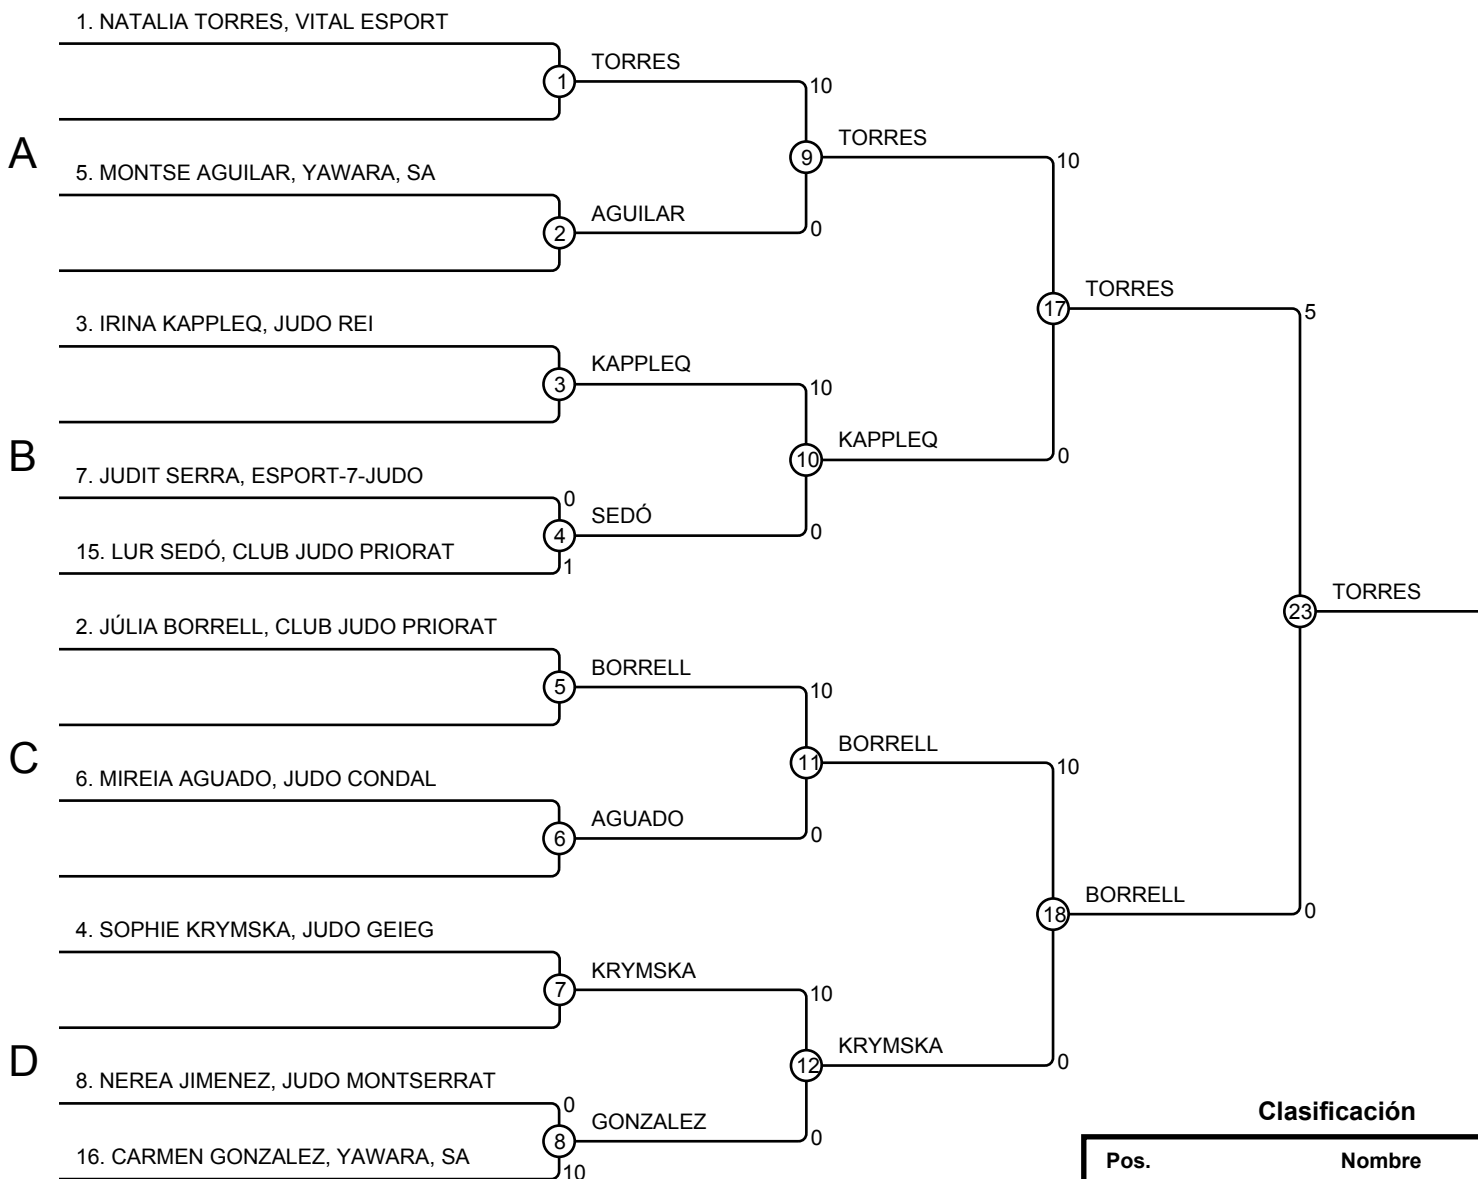 1. NATALIA TORRES, VITAL ESPORT
TORRES
1
10
A
TORRES
9
10
5. MONTSE AGUILAR, YAWARA, SA
AGUILAR
2
0
TORRES
17
5
3. IRINA KAPPLEQ, JUDO REI
KAPPLEQ
3
10
B
KAPPLEQ
10
0
7. JUDIT SERRA, ESPORT-7-JUDO
0
SEDÓ
4
0
15. LUR SEDÓ, CLUB JUDO PRIORAT
1
TORRES
23
2. JÚLIA BORRELL, CLUB JUDO PRIORAT
BORRELL
5
10
C
BORRELL
11
10
6. MIREIA AGUADO, JUDO CONDAL
AGUADO
6
0
BORRELL
18
0
4. SOPHIE KRYMSKA, JUDO GEIEG
KRYMSKA
7
10
D
KRYMSKA
12
0
8. NEREA JIMENEZ, JUDO MONTSERRAT
0
GONZALEZ
8
0
16. CARMEN GONZALEZ, YAWARA, SA
10
Clasificación
Pos. Nombre